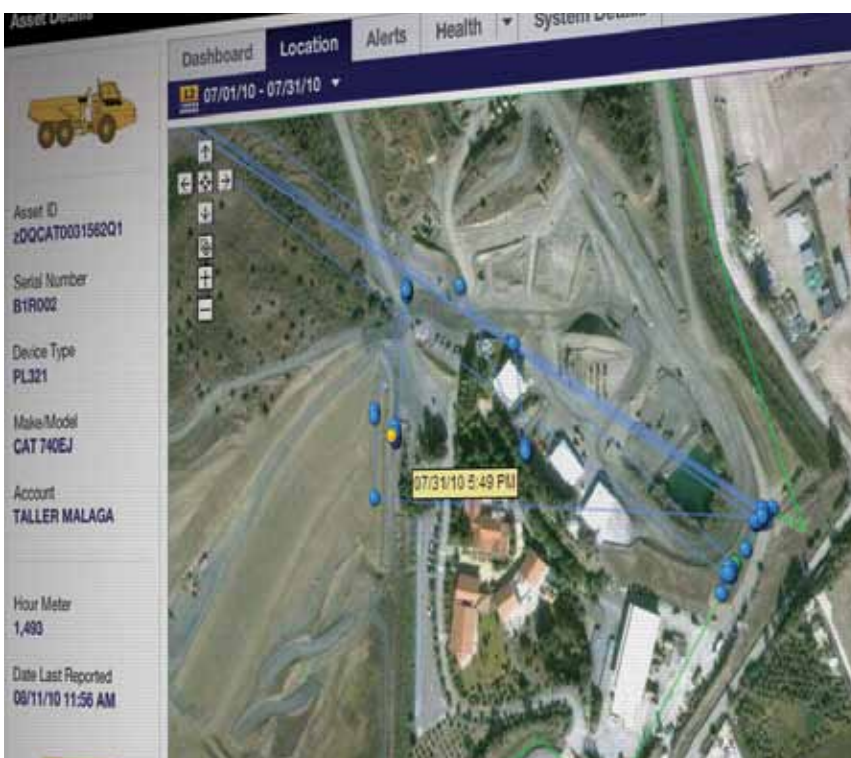 Asset Details
Dashboard
Location
Alerts
Health
System Details
12
07/01/10 - 07/31/10
Asset ID
zDQCAT0031562Q1
Serial Number
B1R002
Device Type
PL321
Make/Model
CAT 740EJ
Account
TALLER MALAGA
Hour Meter
1,493
Date Last Reported
08/11/10 11:56 AM
07/31/10 5:49 PM